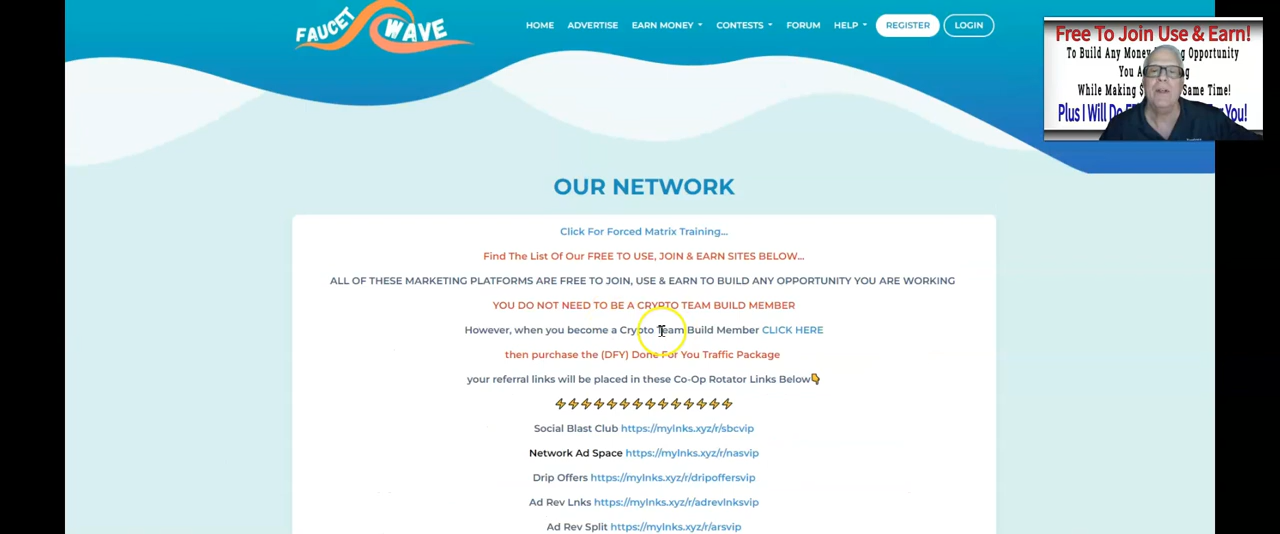 FAUCET WAVE
HOME
ADVERTISE
EARN MONEY
CONTESTS
FORUM
HELP
REGISTER
LOGIN
Free To Join Use & Earn!
To Build Any Money Opportunity
You A
While Making $ Same Time!
Plus I Will Do You!
OUR NETWORK
Click For Forced Matrix Training...
Find The List Of Our FREE TO USE, JOIN & EARN SITES BELOW...
ALL OF THESE MARKETING PLATFORMS ARE FREE TO JOIN, USE & EARN TO BUILD ANY OPPORTUNITY YOU ARE WORKING
YOU DO NOT NEED TO BE A CRYPTO TEAM BUILD MEMBER
However, when you become a Crypto Team Build Member CLICK HERE
then purchase the (DFY) Done For You Traffic Package
your referral links will be placed in these Co-Op Rotator Links Below👇
⚡⚡⚡⚡⚡⚡⚡⚡⚡⚡⚡⚡⚡⚡
Social Blast Club https://mylnks.xyz/r/sbcvip
Network Ad Space https://mylnks.xyz/r/nasvip
Drip Offers https://mylnks.xyz/r/dripoffersvip
Ad Rev Lnks https://mylnks.xyz/r/adrevlnksvip
Ad Rev Split https://mylnks.xyz/r/arsvip